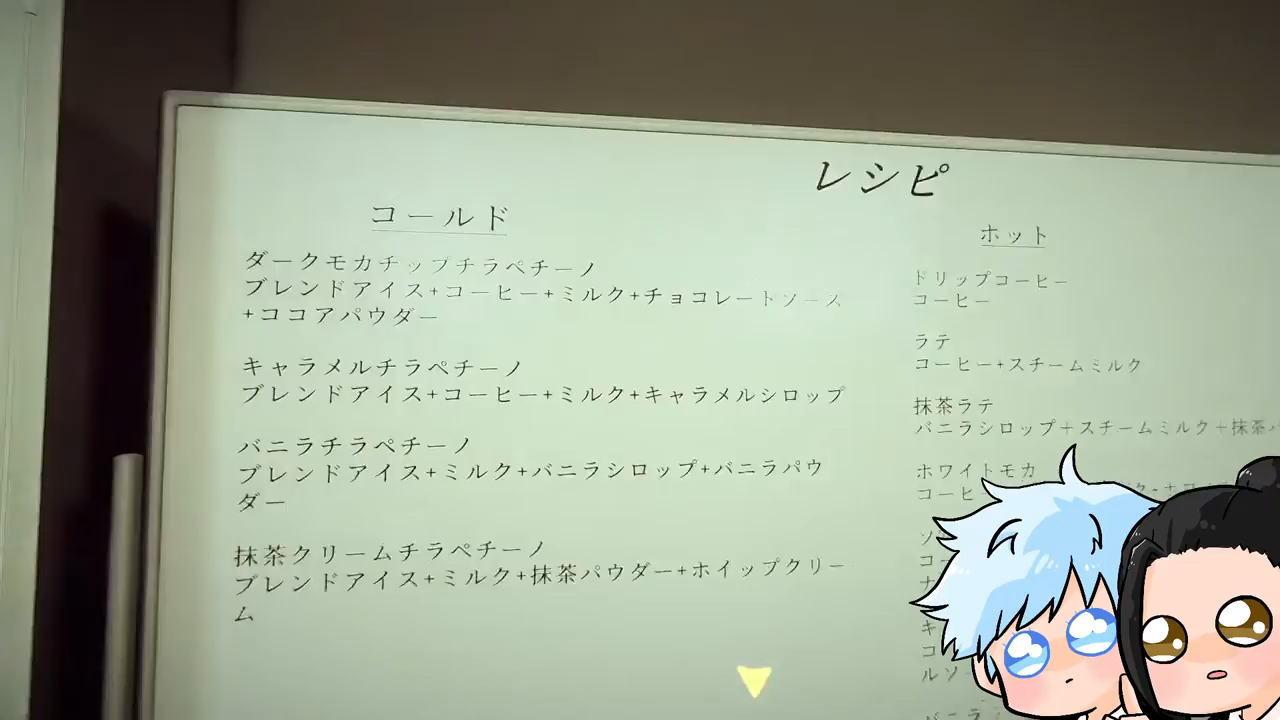 レシピ
コールド
ダークモカチップチラペチーノ
ブレンドアイス+コーヒー+ミルク+チョコレートソース
+ココアパウダー
キャラメルチラペチーノ
ブレンドアイス+コーヒー+ミルク+キャラメルシロップ
バニラチラペチーノ
ブレンドアイス+ミルク+バニラシロップ+バニラパウ
ダー
抹茶クリームチラペチーノ
ブレンドアイス+ミルク+抹茶パウダー+ホイップクリー
ム
ホット
ドリップコーヒー
コーヒー
ラテ
コーヒー+スチームミルク
抹茶ラテ
バニラシロップ+スチームミルク+抹茶
ホワイトモカ